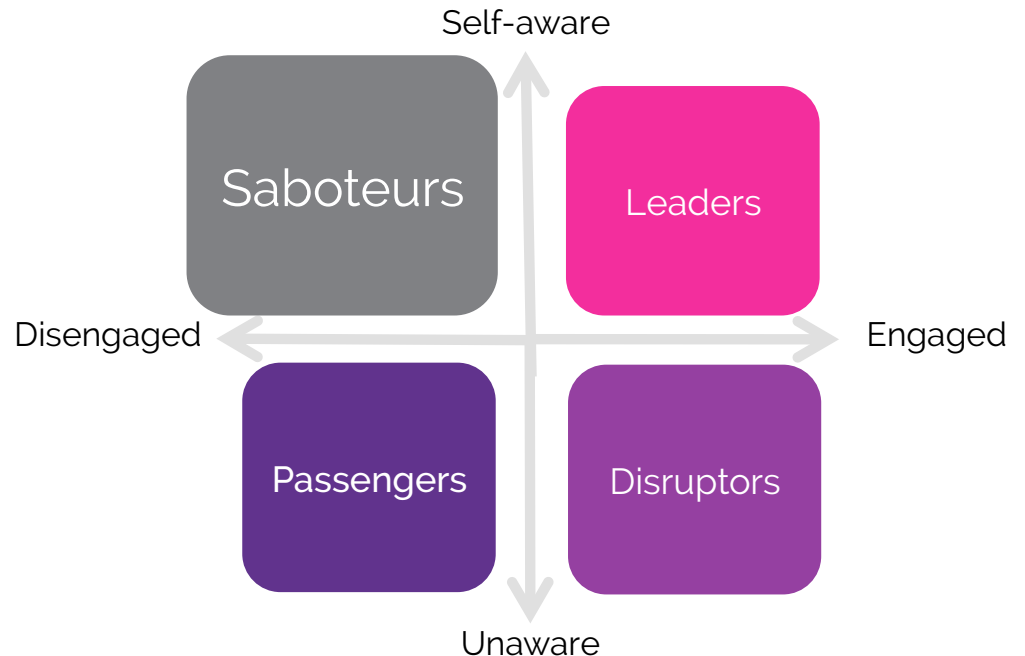 Self-aware
Saboteurs
Leaders
Disengaged
Engaged
Passengers
Disruptors
Unaware